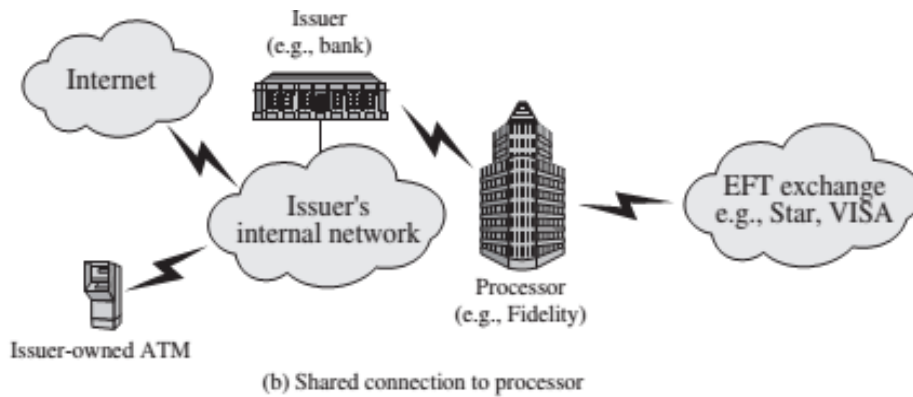 Issuer
(e.g., bank)
Internet
Issuer's
internal network
EFT exchange
e.g., Star, VISA
Processor
(e.g., Fidelity)
Issuer-owned ATM
(b) Shared connection to processor